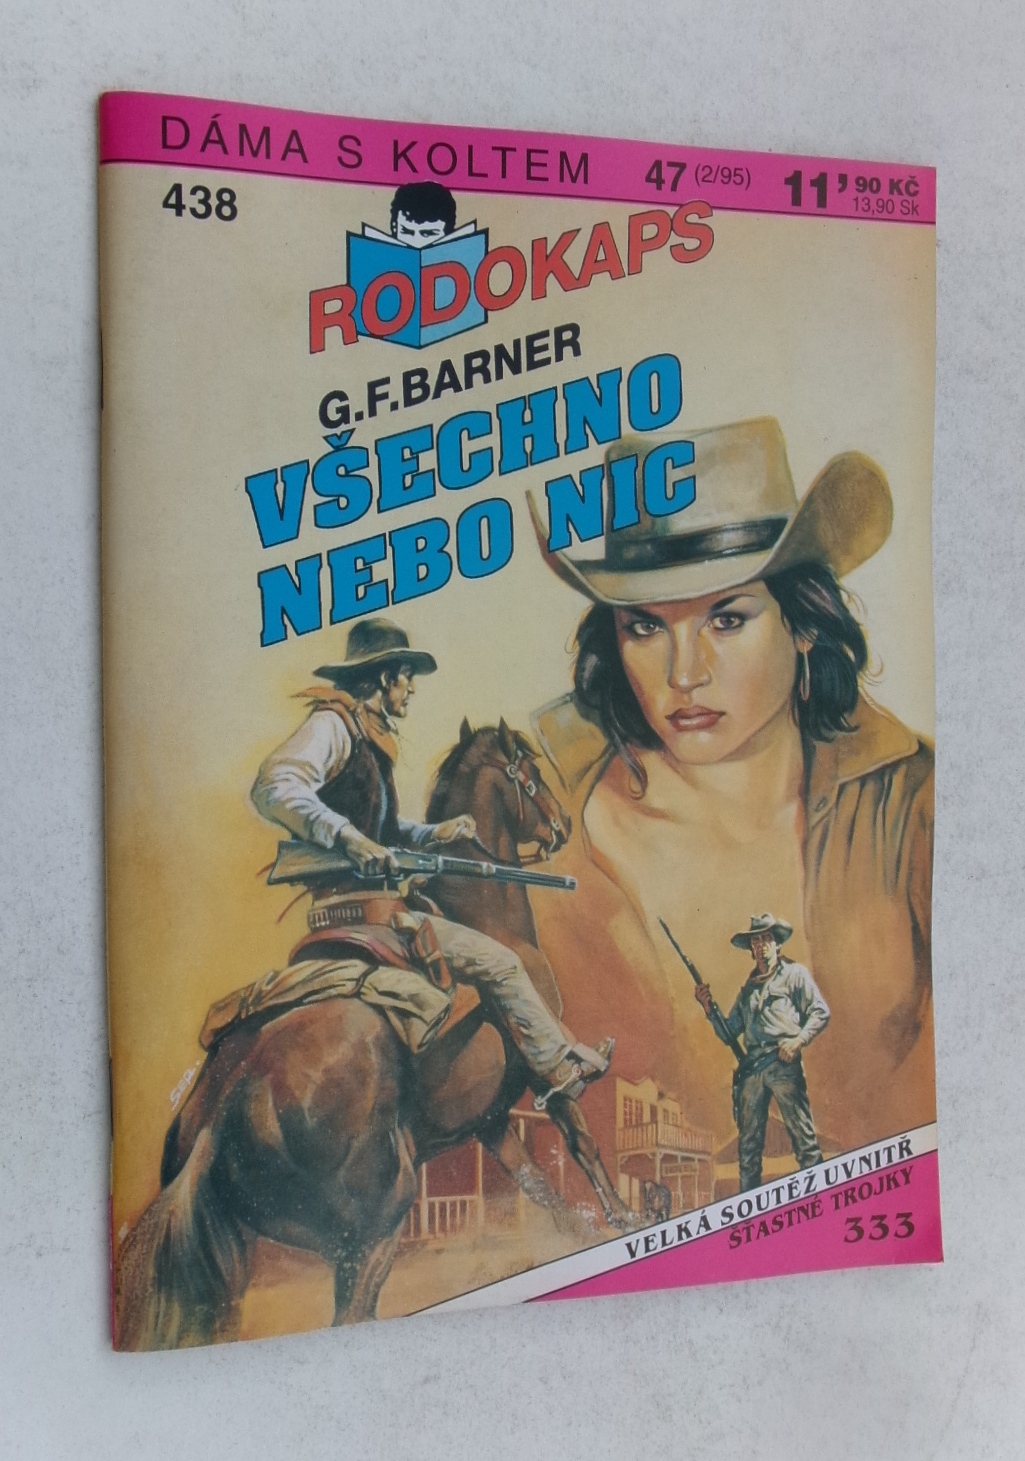 DÁMA S KOLTEM 47 (2/95) 11’90 KČ
13,90 Sk
438
RODOKAPS
G.F.BARNER
VŠECHNO
NEBO NIC
SEP.
VELKÁ SOUTĚŽ UVNITŘ
ŠŤASTNÉ TROJKY
333